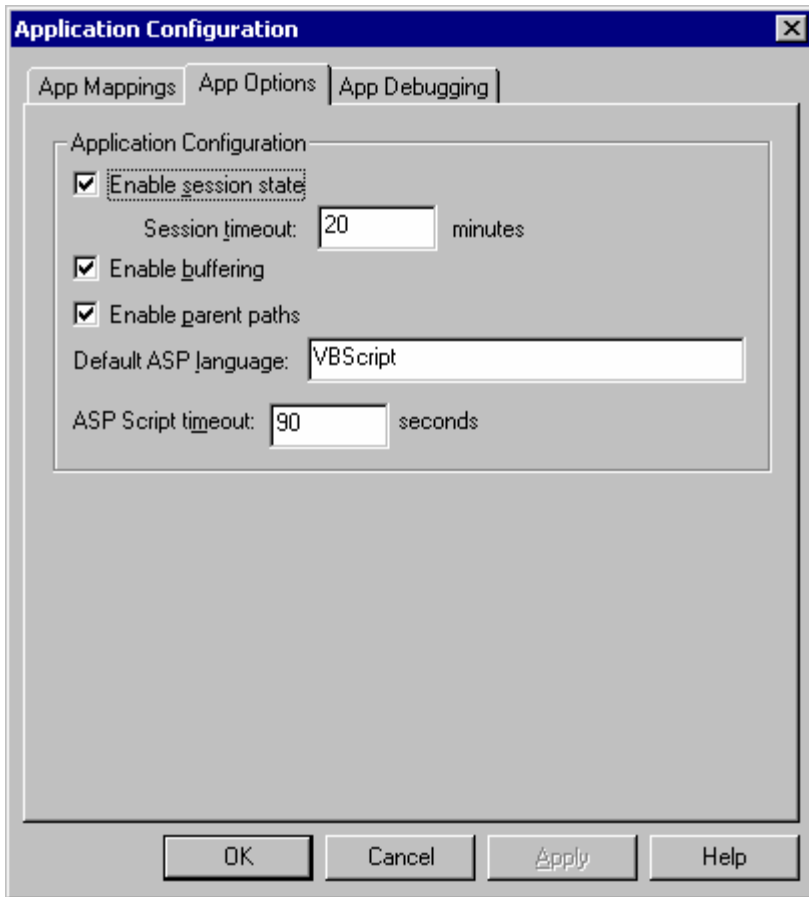 Application Configuration
App Mappings App Options App Debugging
Application Configuration
Enable session state
Session timeout: 20 minutes
Enable buffering
Enable parent paths
Default ASP language: VBScript
ASP Script timeout: 90 seconds
OK Cancel Apply Help